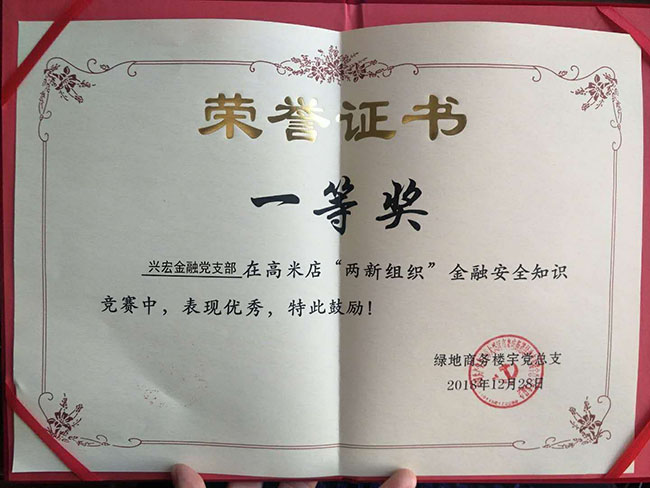 荣誉证书
一等奖
兴宏金融党支部在高米店“两新组织”金融安全知识
竞赛中，表现优秀，特此鼓励！
绿地商务楼宇党总支
2018年12月28日